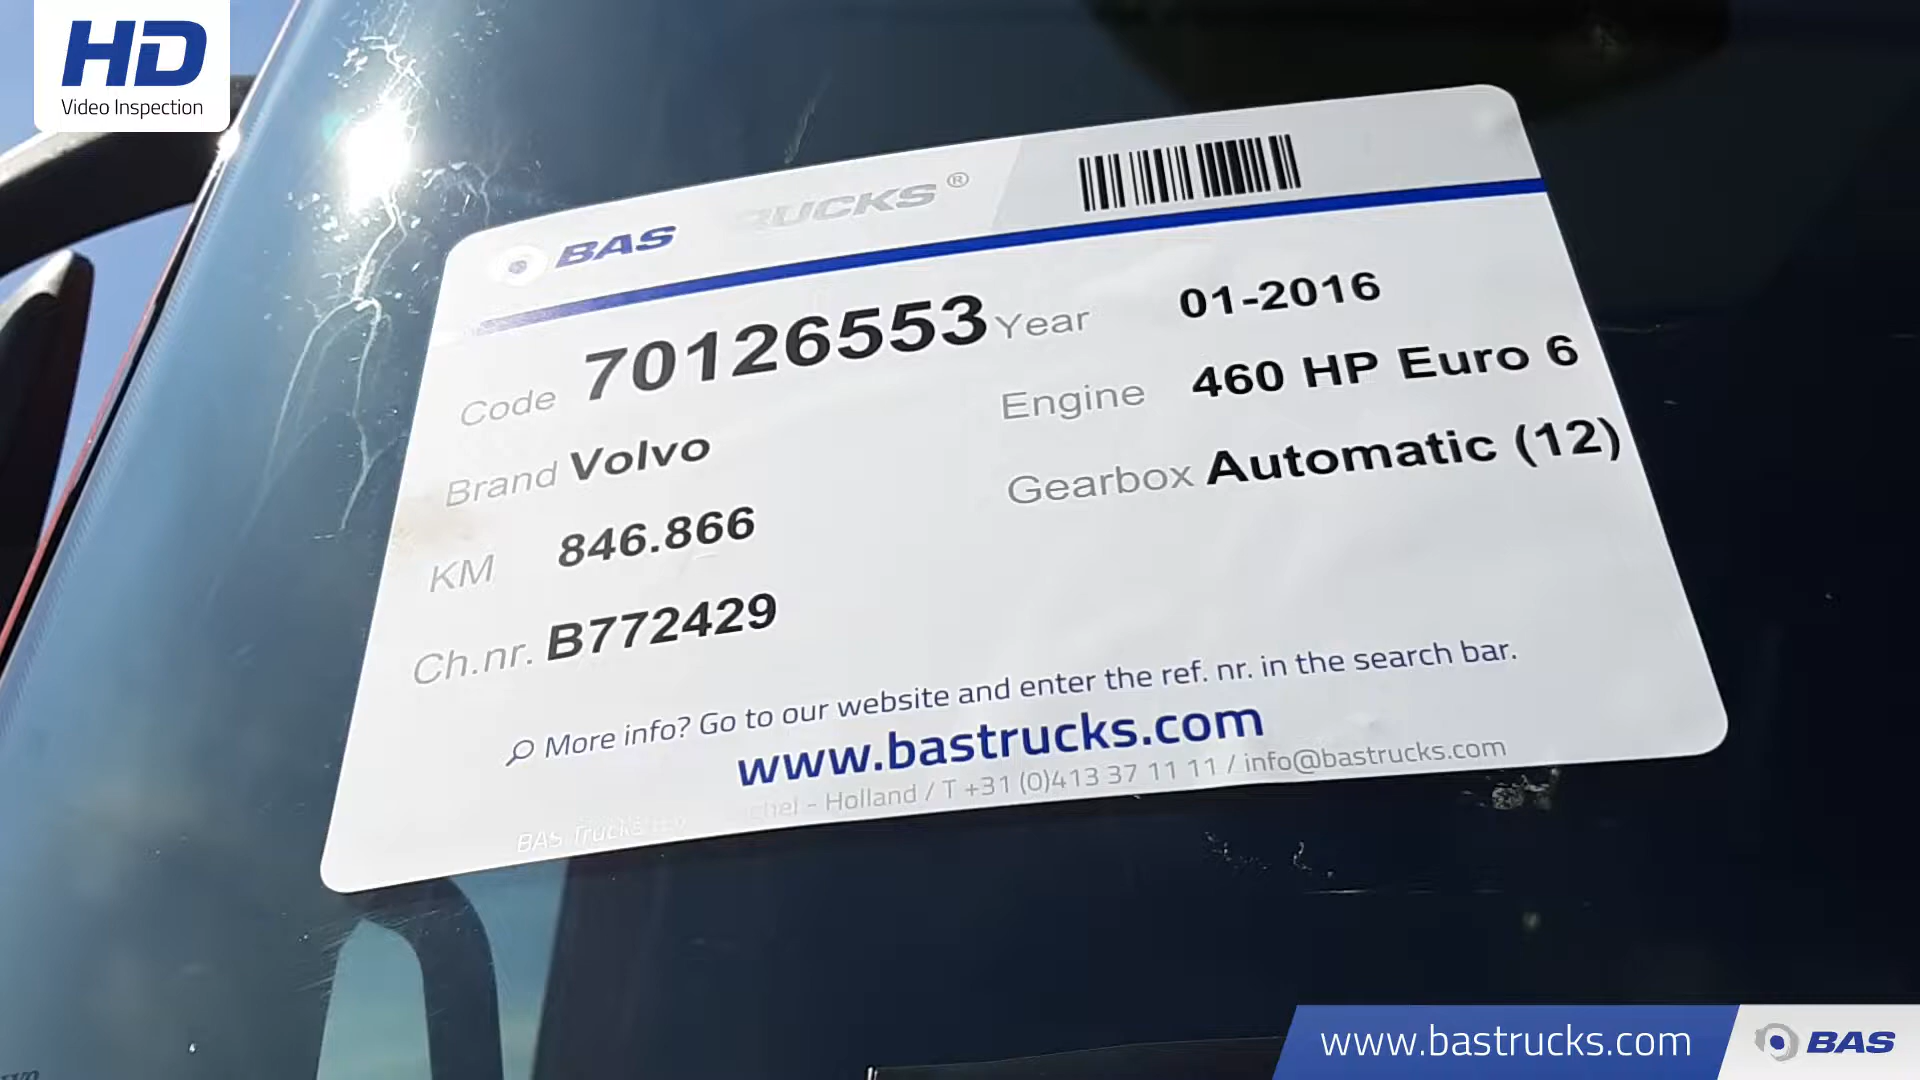 HD
Video Inspection
BAS TRUCKS®
Code 70126553
Brand Volvo
KM 846.866
Ch.nr. B772429
Year 01-2016
Engine 460 HP Euro 6
Gearbox Automatic (12)
More info? Go to our website and enter the ref. nr. in the search bar.
www.bastrucks.com
BAS Trucks - Holland / T +31 (0)413 37 11 11 / info@bastrucks.com
www.bastrucks.com
BAS